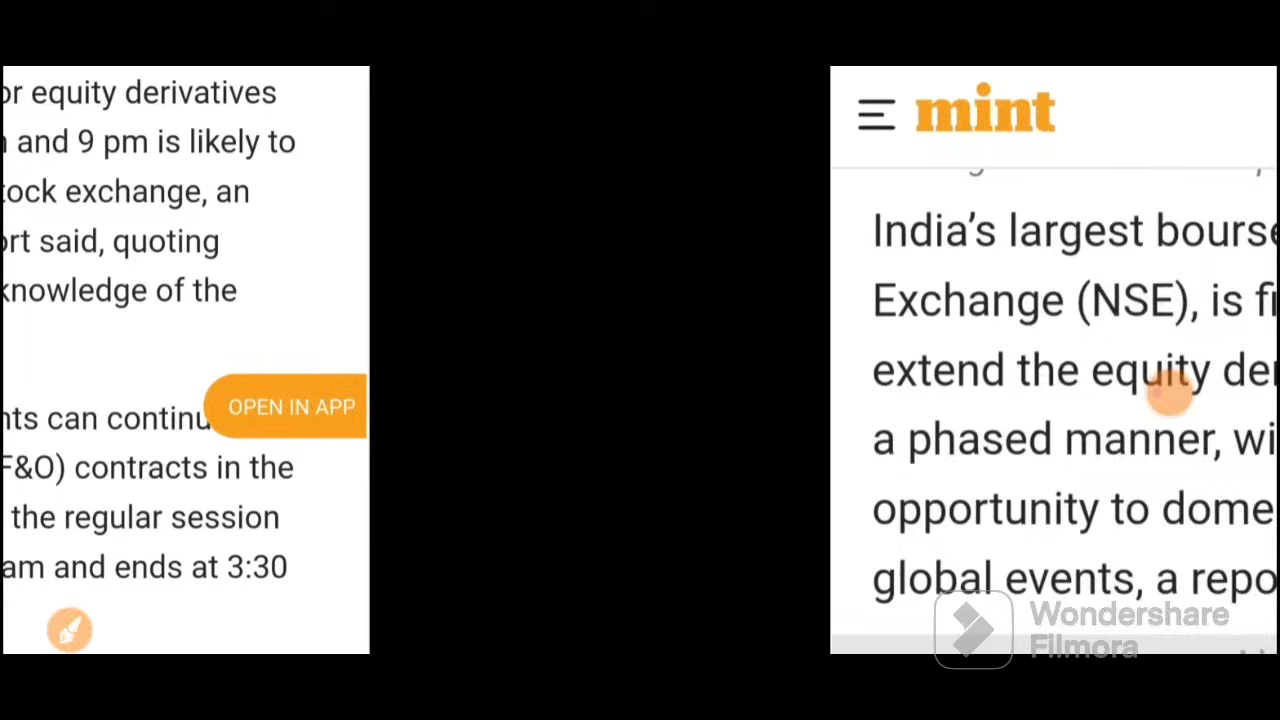 or equity derivatives
and 9 pm is likely to
tock exchange, an
ort said, quoting
knowledge of the
OPEN IN APP
nts can continu
F&O) contracts in the
the regular session
am and ends at 3:30
mint
India's largest bourse
Exchange (NSE), is fi
extend the equity de
a phased manner, wi
opportunity to dome
global events, a repo
Wondershare
Filmora